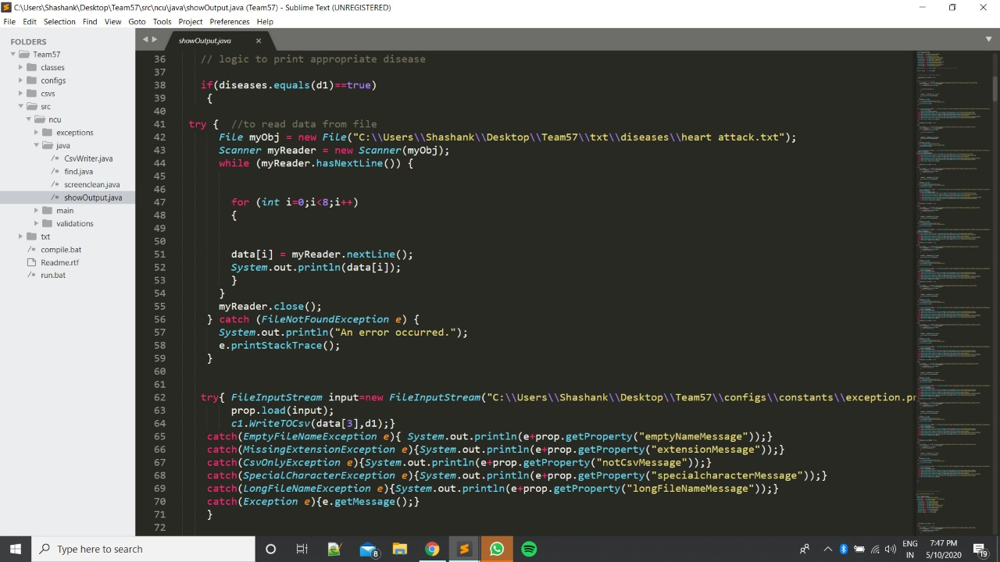 C:\Users\Shashank\Desktop\Team57\src\ncu\java\showOutput.java (Team57) - Sublime Text (UNREGISTERED)
File Edit Selection Find View Goto Tools Project Preferences Help
FOLDERS
Team57
classes
configs
csvs
src
ncu
exceptions
java
/* CsvWriter.java
/* find.java
/* screenclean.java
/* showOutput.java
main
validations
txt
/* compile.bat
Readme.rtf
/* run.bat
showOutput.java
36 // logic to print appropriate disease
37
38 if(diseases.equals(d1)==true
39 {
40
41 try { //to read data from file
42 File myObj = new File("C:\\Users\\Shashank\\Desktop\\Team57\\txt\\diseases\\heart attack.txt");
43 Scanner myReader = new Scanner(myObj);
44 while (myReader.hasNextLine()) {
45
46
47 for (int i=0;i<8;i++)
48 {
49
50
51 data[i] = myReader.nextLine();
52 System.out.println(data[i]);
53
54 }
55 myReader.close();
56 } catch (FileNotFoundException e) {
57 System.out.println("An error occurred.");
58 e.printStackTrace();
59 }
60
61
62 try{ InputStream input=new FileInputStream("C:\\Users\\Shashank\\Desktop\\Team57\\configs\\constants\\exception.pr
63 prop.load(input);
64 c1.WriteTOCsv(data[3],d1);}
65 System.out.println(e+prop.getProperty("emptyNameMessage"));}
66 System.out.println(e+prop.getProperty("extensionMessage"));}
67 {System.out.println(e+prop.getProperty("notCsvMessage"));}
68 System.out.println(e+prop.getProperty("specialcharacterMessage"));}
69 catch(LongFileNameException System.out.println(e+prop.getProperty("longFileNameMessage"));}
70 catch(Exception e){e.getMessage();}
71 }
72
Type here to search
8
ENG
IN
7:47 PM
5/10/2020
19